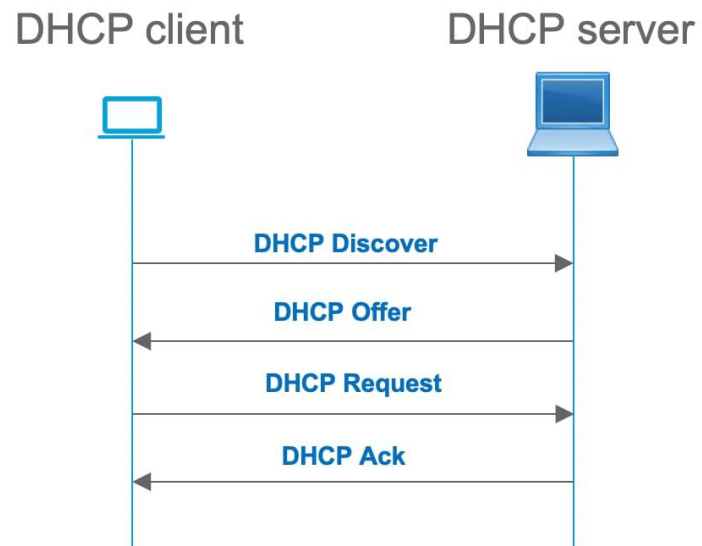 DHCP client
DHCP server
DHCP Discover
DHCP Offer
DHCP Request
DHCP Ack